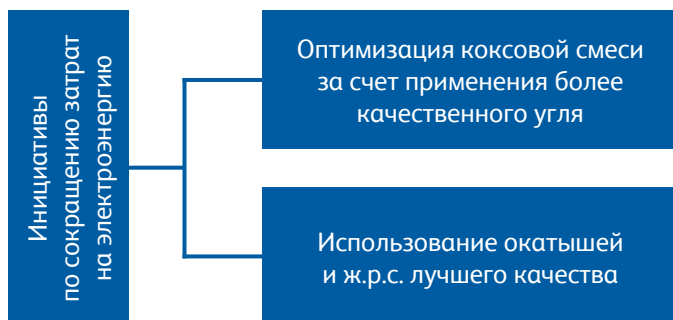 Инициативы
по сокращению затрат
на электроэнергию
Оптимизация коксовой смеси
за счет применения более
качественного угля
Использование окатышей
и ж.р.с. лучшего качества